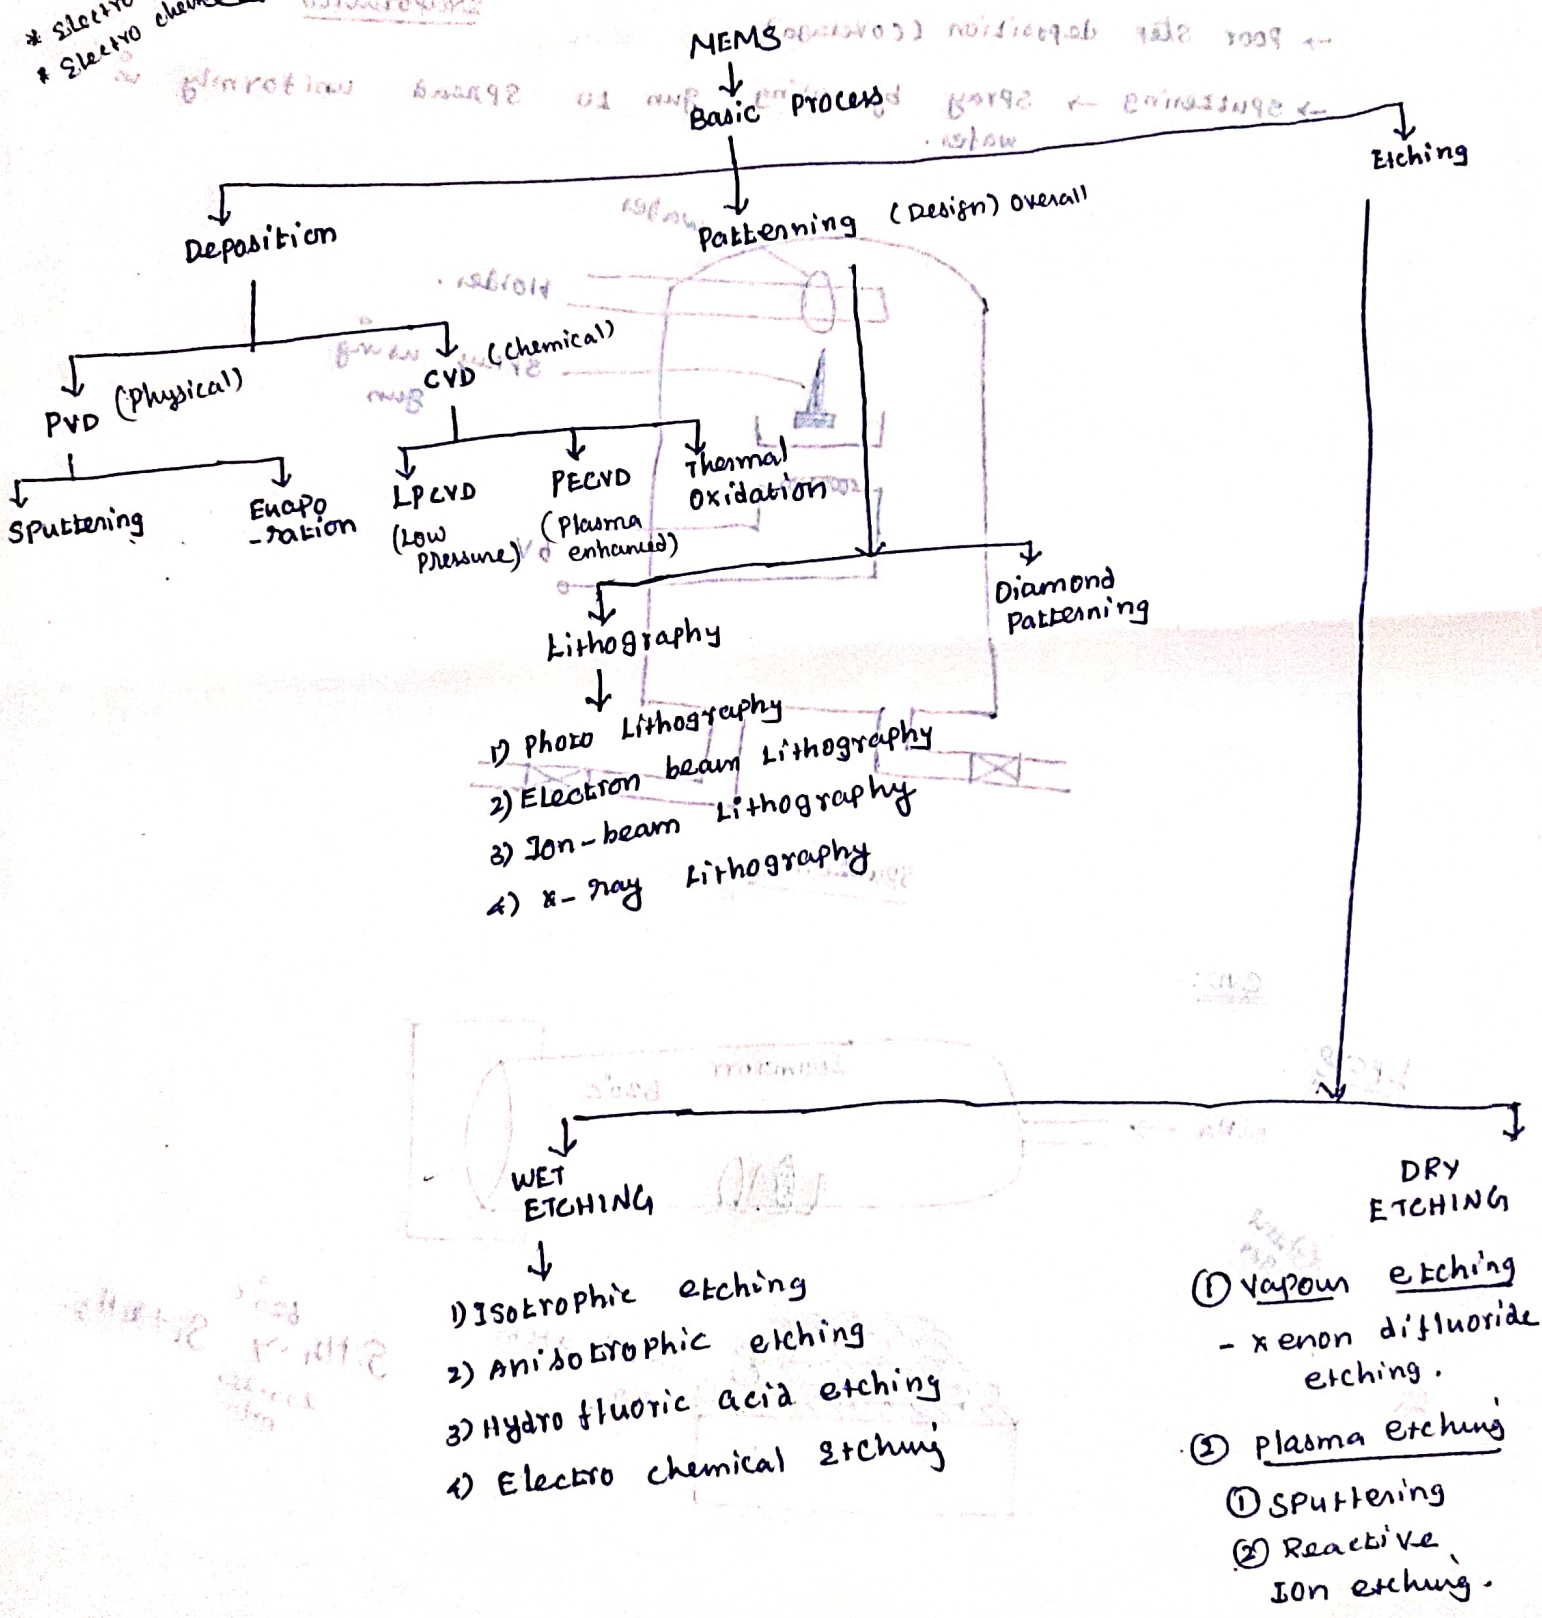 * Electro
* Electro
MEMS
Basic Process
Etching
Deposition
Patterning (Design) overall
PVD (Physical)
CVD (Chemical)
Sputtering
Evapo
-ration
LPCVD
(Low
pressure)
PECVD
(Plasma
enhanced)
Thermal
oxidation
Lithography
Diamond
Patterning
1) Photo Lithography
2) Electron beam Lithography
3) Ion-beam Lithography
4) x-ray Lithography
WET
ETCHING
1) Isotrophic etching
2) Anisotrophic etching
3) Hydro fluoric acid etching
4) Electro chemical Etching
DRY
ETCHING
① Vapour etching
- xenon difluoride
etching.
② Plasma etching
① Sputtering
② Reactive
Ion etching.